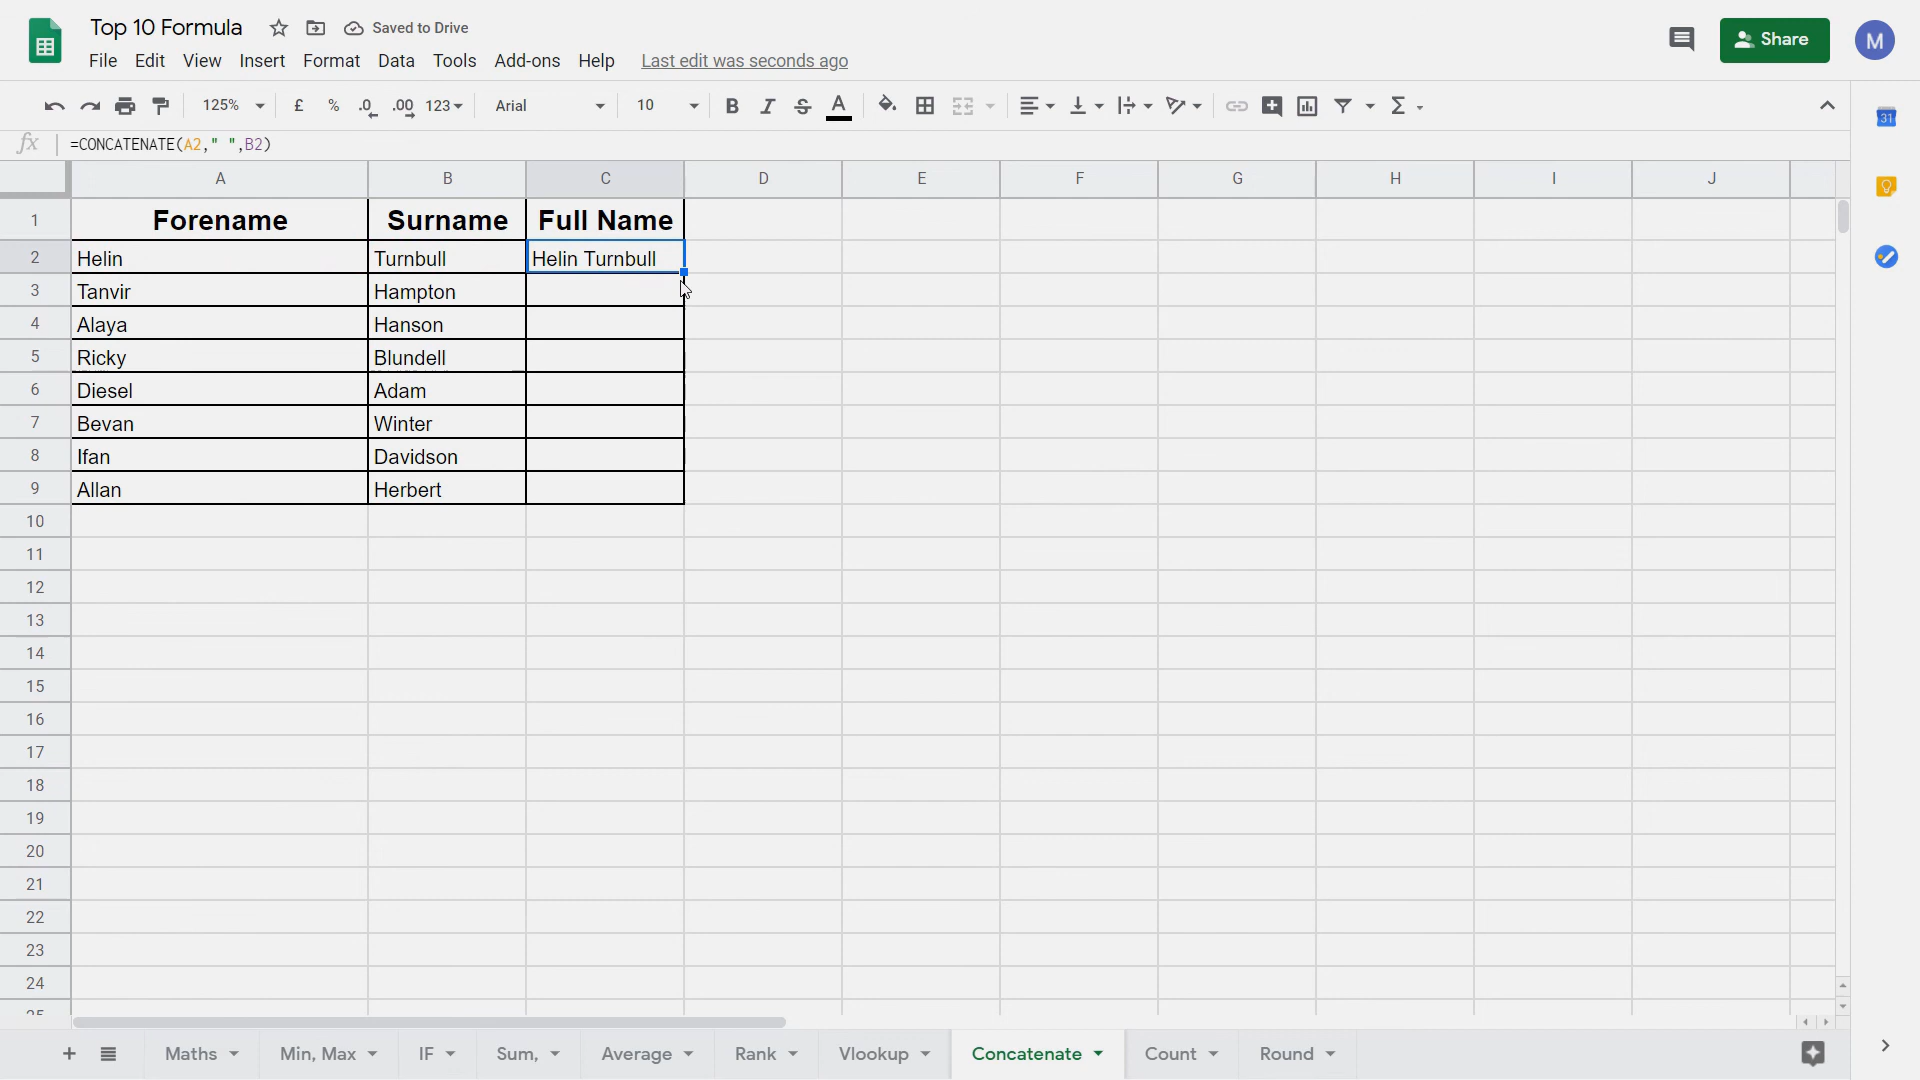 Top 10 Formula Saved to Drive
File Edit View Insert Format Data Tools Add-ons Help Last edit was seconds ago
Share M
125% £ % .0 .00 123 Arial 10 B I S A Σ
31
fx =CONCATENATE(A2," ",B2)
A B C D E F G H I J
1 Forename Surname Full Name
2 Helin Turnbull Helin Turnbull
3 Tanvir Hampton
4 Alaya Hanson
5 Ricky Blundell
6 Diesel Adam
7 Bevan Winter
8 Ifan Davidson
9 Allan Herbert
10
11
12
13
14
15
16
17
18
19
20
21
22
23
24
25
+ Maths Min, Max IF Sum, Average Rank Vlookup Concatenate Count Round